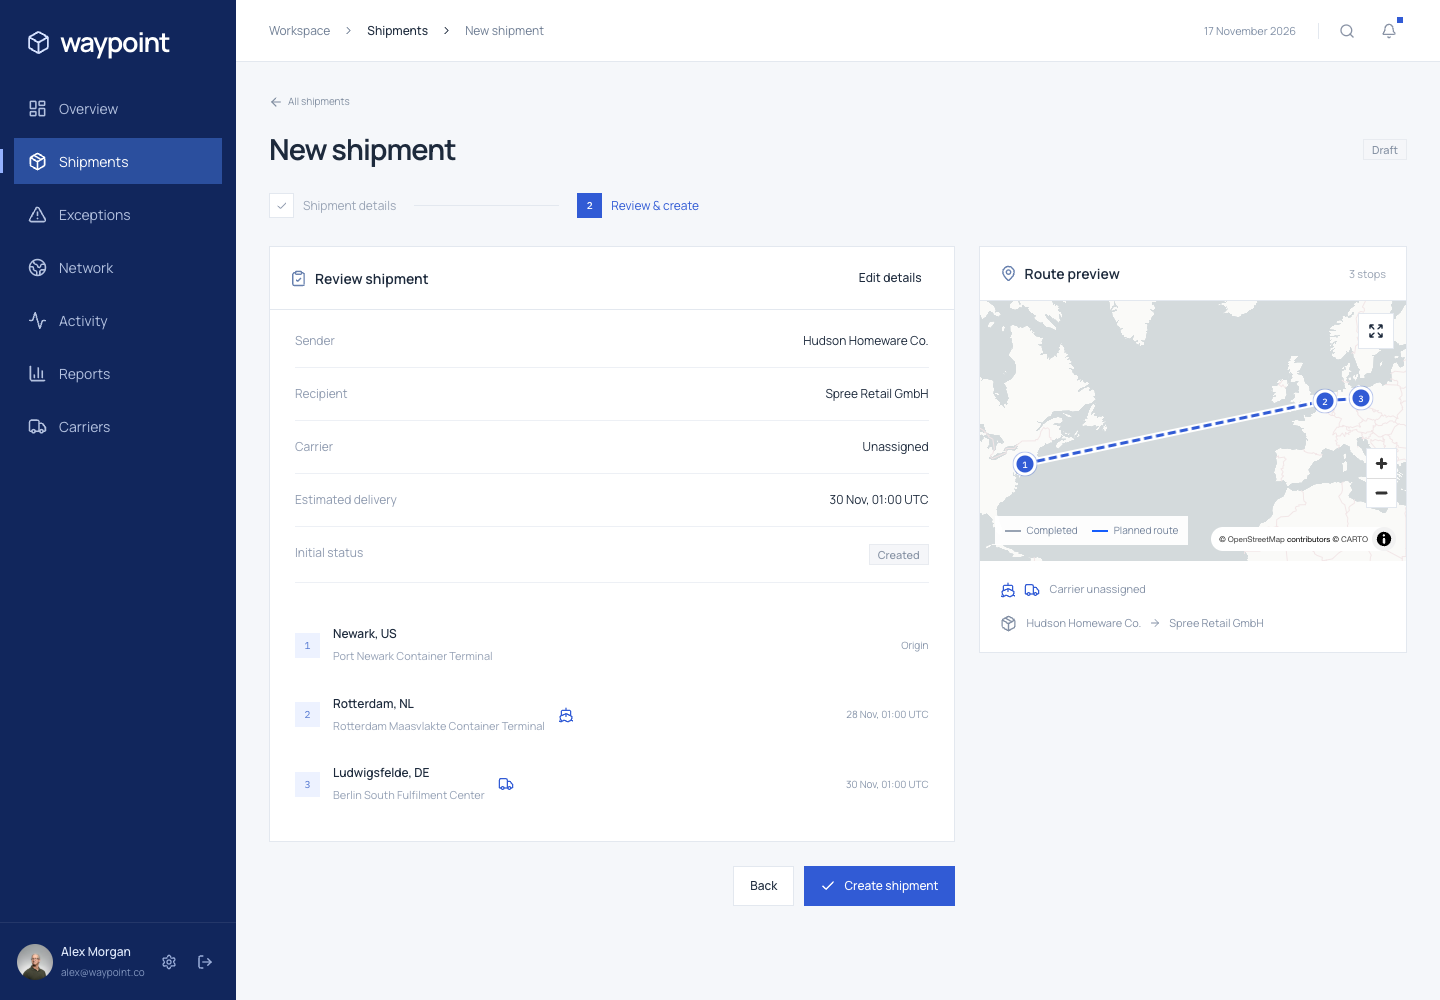 waypoint
Overview
Shipments
Exceptions
Network
Activity
Reports
Carriers
Alex Morgan
alex@waypoint.co
Workspace
Shipments
New shipment
17 November 2026
All shipments
New shipment
Draft
Shipment details
2 Review & create
Review shipment
Edit details
Sender Hudson Homeware Co.
Recipient Spree Retail GmbH
Carrier Unassigned
Estimated delivery 30 Nov, 01:00 UTC
Initial status Created
1 Newark, US
Port Newark Container Terminal
Origin
2 Rotterdam, NL
Rotterdam Maasvlakte Container Terminal
28 Nov, 01:00 UTC
3 Ludwigsfelde, DE
Berlin South Fulfilment Center
30 Nov, 01:00 UTC
Back
Create shipment
Route preview
3 stops
1
2
3
Completed
Planned route
© OpenStreetMap contributors © CARTO
Carrier unassigned
Hudson Homeware Co. → Spree Retail GmbH